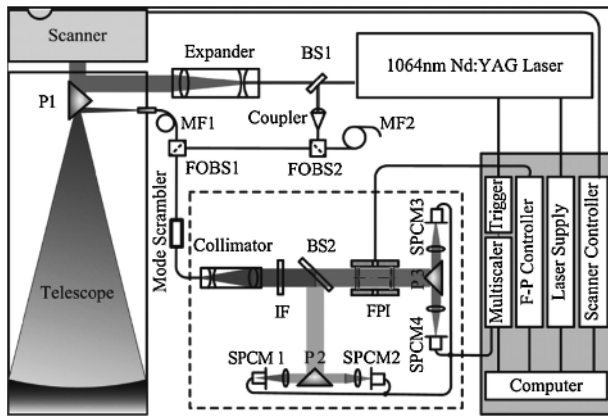 Scanner
Expander
BS1
1064nm Nd:YAG Laser
P1
MF1
Coupler
MF2
FOBS1
FOBS2
Mode Scrambler
Collimator
BS2
SPCM3
Trigger
Multiscaler
F-P Controller
Laser Supply
Scanner Controller
Telescope
IF
FPI
P3
SPCM4
SPCM 1
P 2
SPCM2
Computer